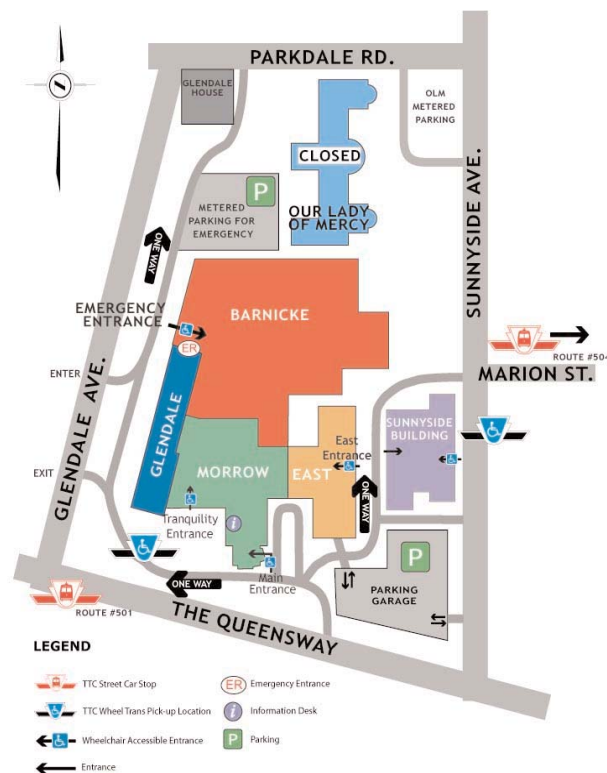 PARKDALE RD.
GLENDALE
HOUSE
OLM
METERED
PARKING
CLOSED
P
METERED
PARKING FOR
EMERGENCY
OUR LADY
OF MERCY
SUNNYSIDE AVE.
ONE WAY
BARNICKE
EMERGENCY
ENTRANCE
ER
ROUTE #504
MARION ST.
ENTER
GLENDALE AVE.
GLENDALE
SUNNYSIDE
BUILDING
East
Entrance
MORROW
EAST
EXIT
ONE WAY
Tranquility
Entrance
i
P
Main
Entrance
ONE WAY
PARKING
GARAGE
ROUTE #501
THE QUEENSWAY
LEGEND
TTC Street Car Stop
ER Emergency Entrance
TTC Wheel Trans Pick-up Location
i Information Desk
Wheelchair Accessible Entrance
P Parking
Entrance